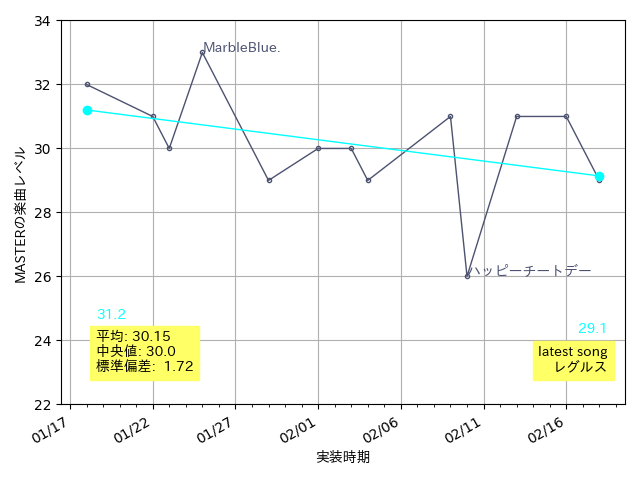 34
32
30
28
26
24
22
MASTERの楽曲レベル
MarbleBlue.
ハッピーチートデー
31.2
平均: 30.15
中央値: 30.0
標準偏差: 1.72
29.1
latest song
レグルス
01/17
01/22
01/27
02/01
02/06
02/11
02/16
実装時期